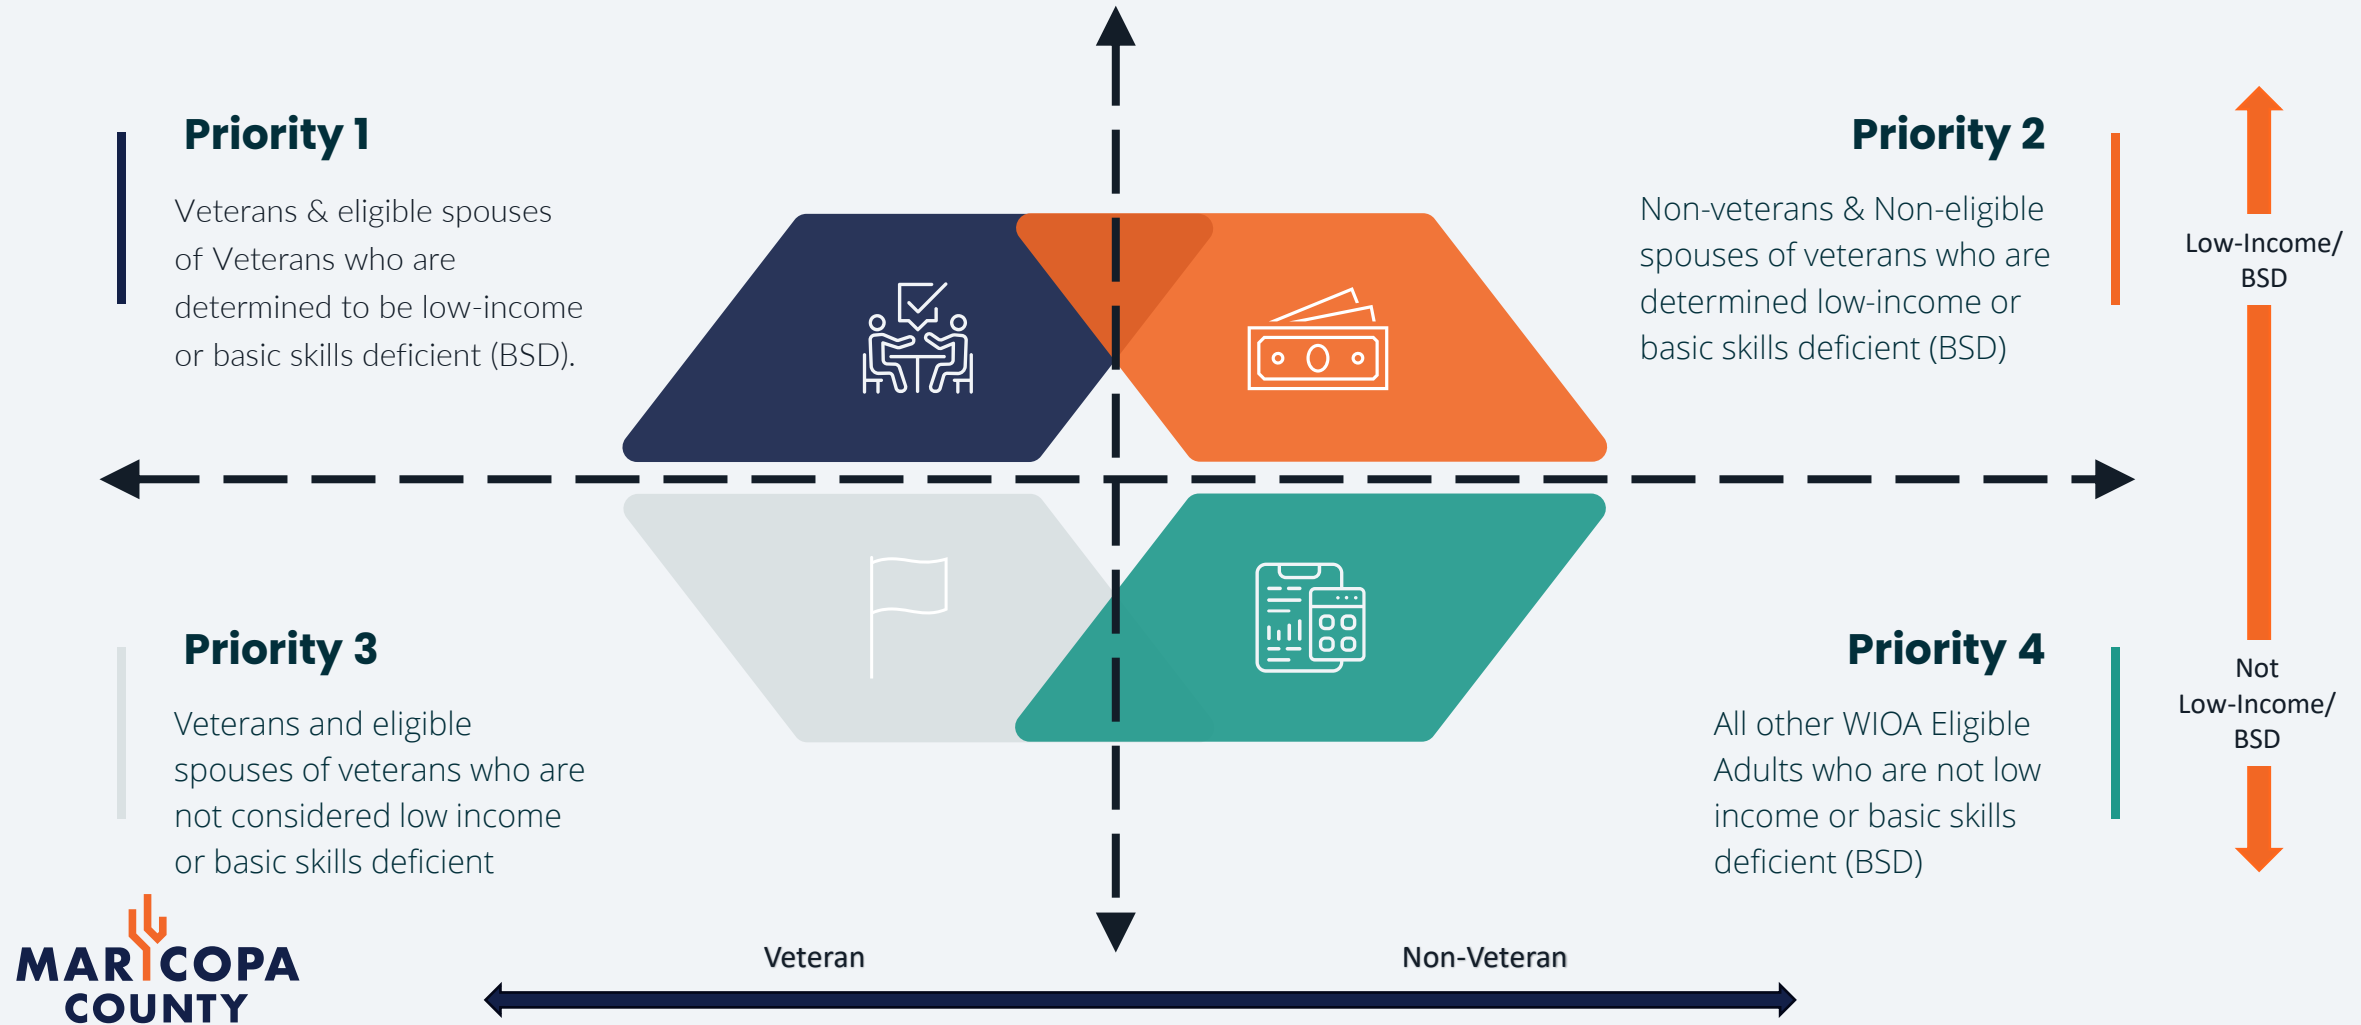 Priority 1
Veterans & eligible spouses
of Veterans who are
determined to be low-income
or basic skills deficient (BSD).
Priority 2
Non-veterans & Non-eligible
spouses of veterans who are
determined low-income or
basic skills deficient (BSD)
Low-Income/
BSD
Priority 3
Veterans and eligible
spouses of veterans who are
not considered low income
or basic skills deficient
Priority 4
All other WIOA Eligible
Adults who are not low
income or basic skills
deficient (BSD)
Not
Low-Income/
BSD
Veteran
Non-Veteran
MARICOPA
COUNTY